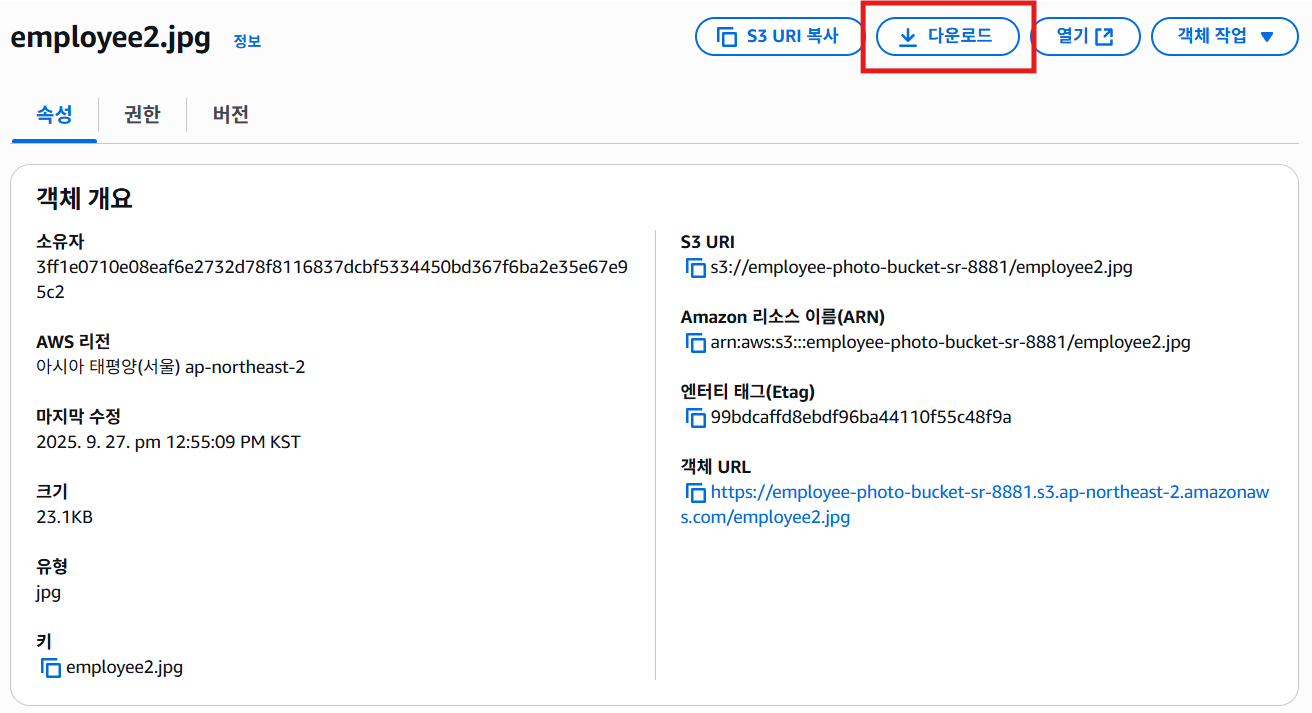 employee2.jpg 정보
S3 URI 복사 다운로드 열기 객체 작업
속성 권한 버전
객체 개요
소유자
3ff1e0710e08eaf6e2732d78f8116837dcbf5334450bd367f6ba2e35e67e9
5c2
AWS 리전
아시아 태평양(서울) ap-northeast-2
마지막 수정
2025. 9. 27. pm 12:55:09 PM KST
크기
23.1KB
유형
jpg
키
employee2.jpg
S3 URI
s3://employee-photo-bucket-sr-8881/employee2.jpg
Amazon 리소스 이름(ARN)
arn:aws:s3:::employee-photo-bucket-sr-8881/employee2.jpg
엔터티 태그(Etag)
99bdcaffd8ebdf96ba44110f55c48f9a
객체 URL
https://employee-photo-bucket-sr-8881.s3.ap-northeast-2.amazonaw
s.com/employee2.jpg